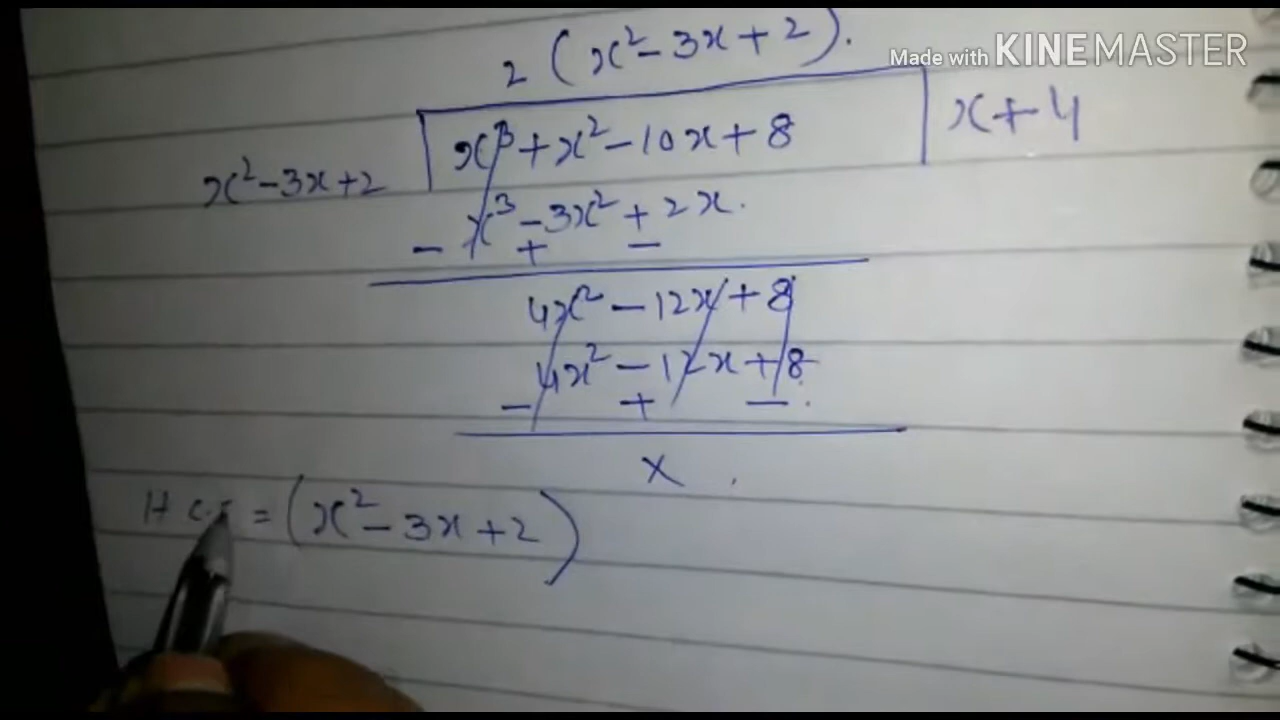 2 (x² - 3x + 2).
Made with KINEMASTER
x² - 3x + 2 | x³ + x² - 10x + 8 | x + 4
x³ - 3x² + 2x.
- + -
4x² - 12x + 8
4x² - 12x + 8
- + - .
x .
H C F = (x² - 3x + 2)